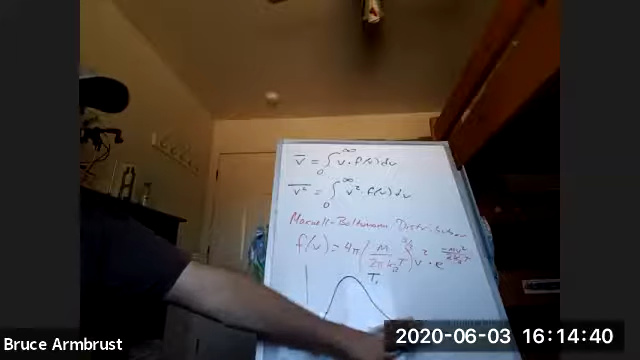 v̄ = ∫₀^∞ v·f(v)dv
v̄² = ∫₀^∞ v²·f(v)dv
Maxwell-Boltzmann Distribution
f(v) = 4π(M/2πk_BT)^3/2 v²·e^(-mv²/2k_BT)
T₁
Bruce Armbrust
2020-06-03 16:14:40